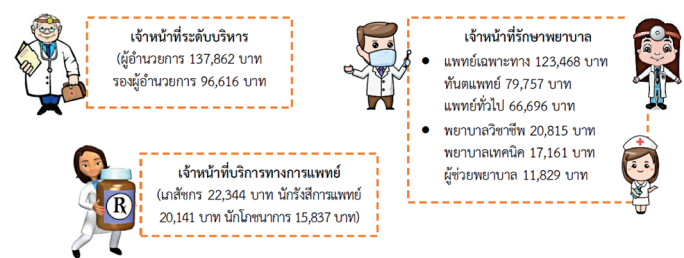 เจ้าหน้าที่ระดับบริหาร
(ผู้อำนวยการ 137,862 บาท
รองผู้อำนวยการ 96,616 บาท
เจ้าหน้าที่รักษาพยาบาล
● แพทย์เฉพาะทาง 123,468 บาท
ทันตแพทย์ 79,757 บาท
แพทย์ทั่วไป 66,696 บาท
● พยาบาลวิชาชีพ 20,815 บาท
พยาบาลเทคนิค 17,161 บาท
ผู้ช่วยพยาบาล 11,829 บาท
เจ้าหน้าที่บริการทางการแพทย์
(เภสัชกร 22,344 บาท นักรังสีการแพทย์
20,141 บาท นักโภชนาการ 15,837 บาท)
R